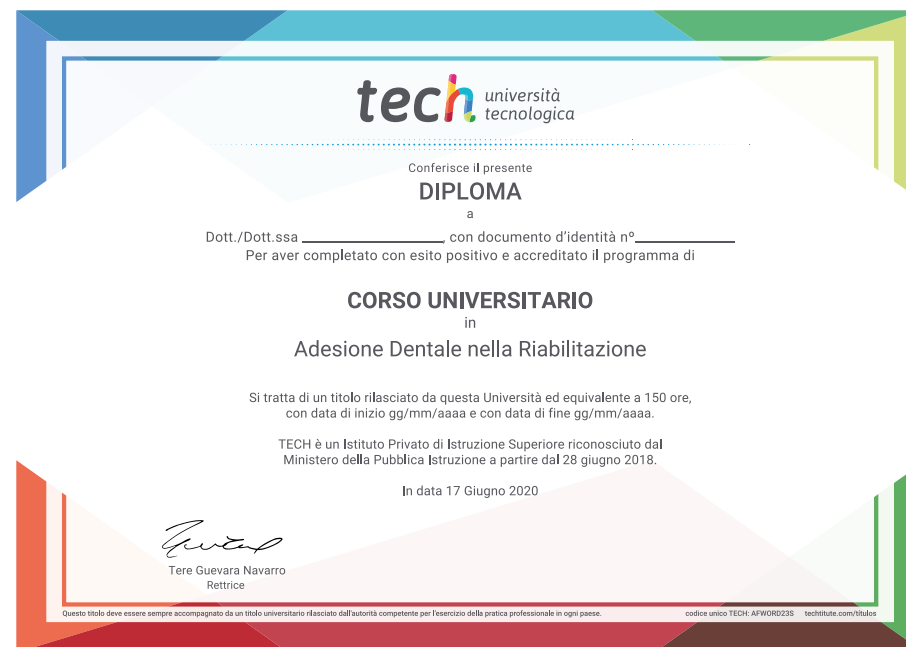 tech università
tecnologica
Conferisce il presente
DIPLOMA
a
Dott./Dott.ssa ____________________, con documento d'identità nº______________
Per aver completato con esito positivo e accreditato il programma di
CORSO UNIVERSITARIO
in
Adesione Dentale nella Riabilitazione
Si tratta di un titolo rilasciato da questa Università ed equivalente a 150 ore,
con data di inizio gg/mm/aaaa e con data di fine gg/mm/aaaa.
TECH è un Istituto Privato di Istruzione Superiore riconosciuto dal
Ministero della Pubblica Istruzione a partire dal 28 giugno 2018.
In data 17 Giugno 2020
Tere Guevara Navarro
Rettrice
Questo titolo deve essere sempre accompagnato da un titolo universitario rilasciato dall'autorità competente per l'esercizio della pratica professionale in ogni paese. codice unico TECH: AFWORD23S techtitute.com/titulos